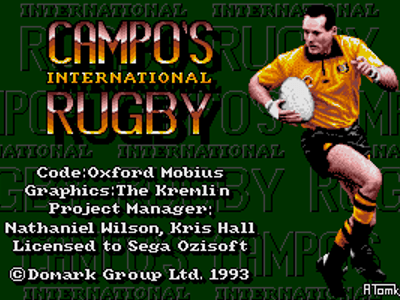 CAMPO'S
INTERNATIONAL
RUGBY
Code:Oxford Mobius
Graphics:The Kremlin
Project Manager:
Nathaniel Wilson, Kris Hall
Licensed to Sega Ozisoft
©Domark Group Ltd. 1993